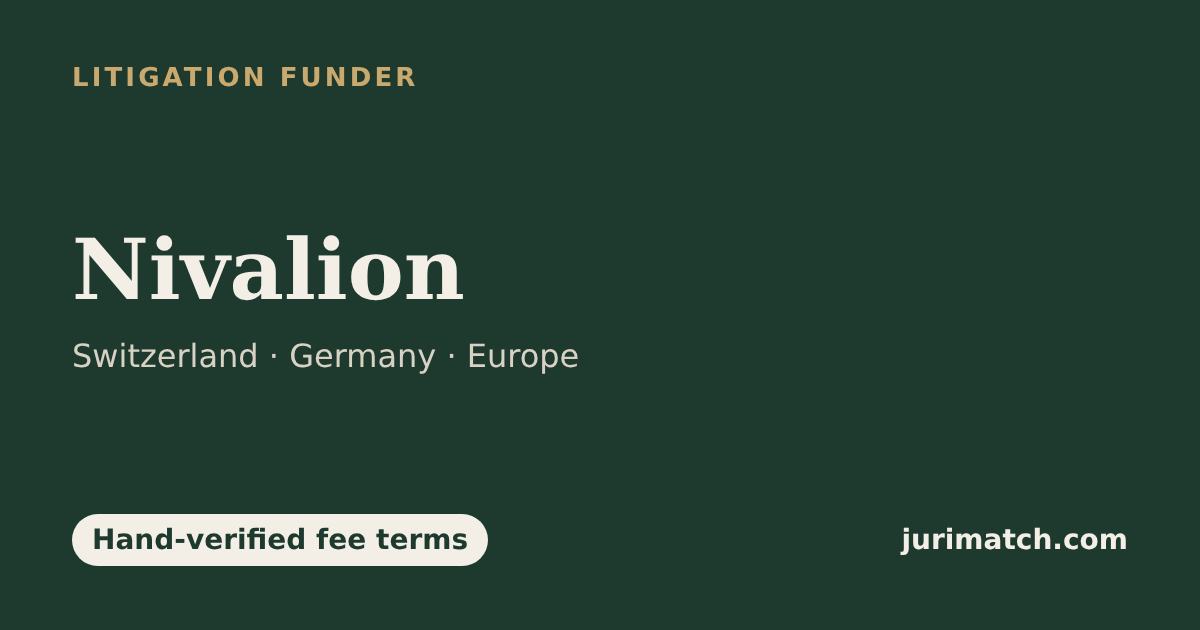 LITIGATION FUNDER
Nivalion
Switzerland · Germany · Europe
Hand-verified fee terms
jurimatch.com